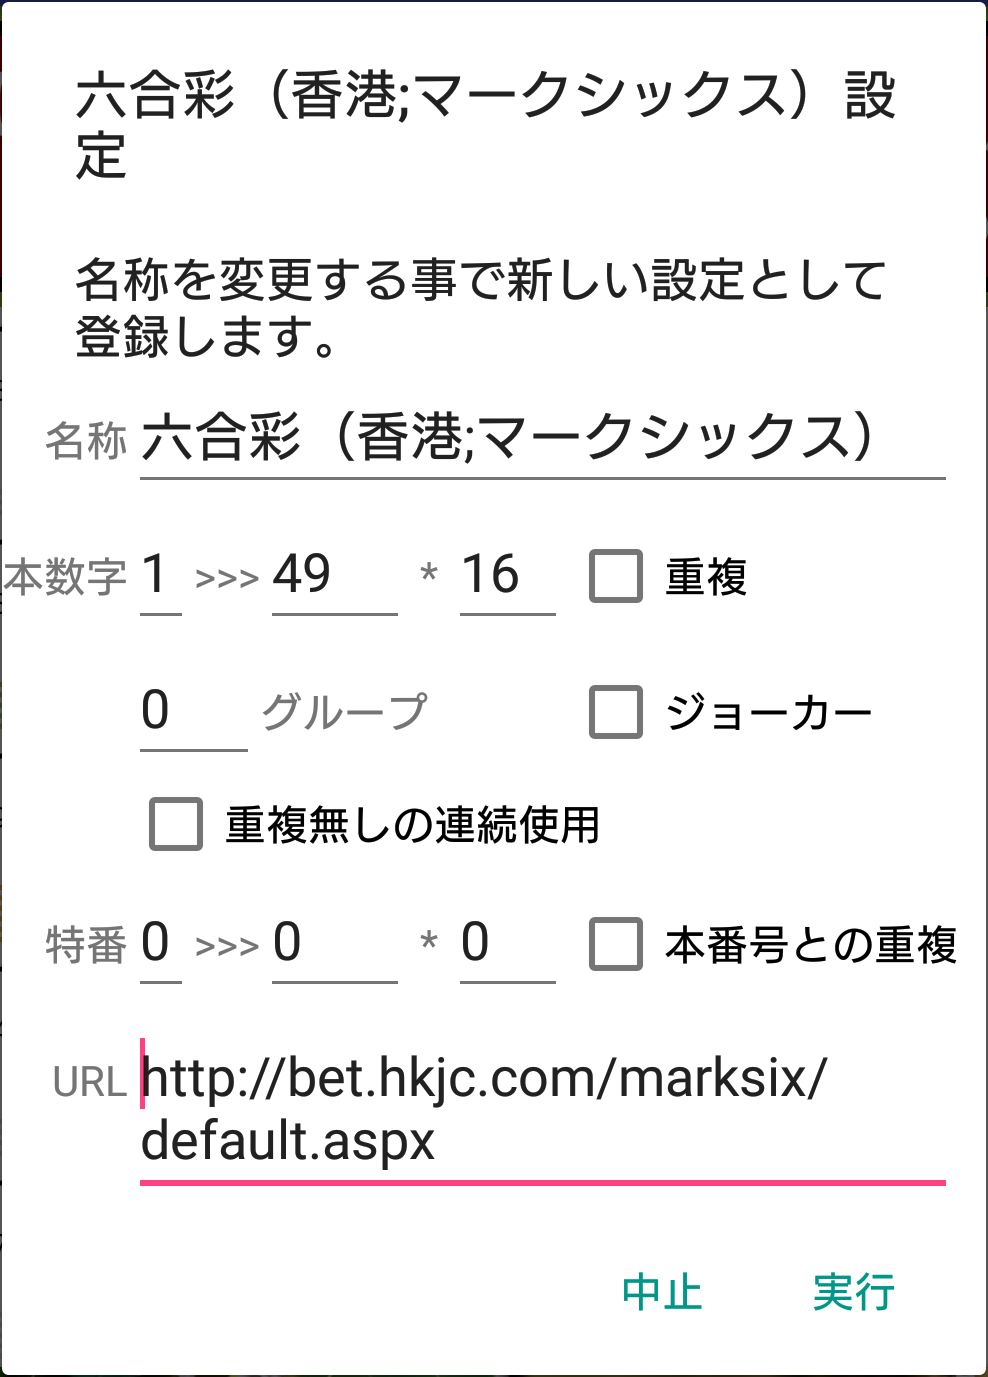 六合彩（香港;マークシックス）設
定
名称を変更する事で新しい設定として
登録します。
名称 六合彩（香港;マークシックス）
本数字 1 >>> 49 * 16 重複
0 グループ ジョーカー
重複無しの連続使用
特番 0 >>> 0 * 0 本番号との重複
URL http://bet.hkjc.com/marksix/
default.aspx
中止 実行